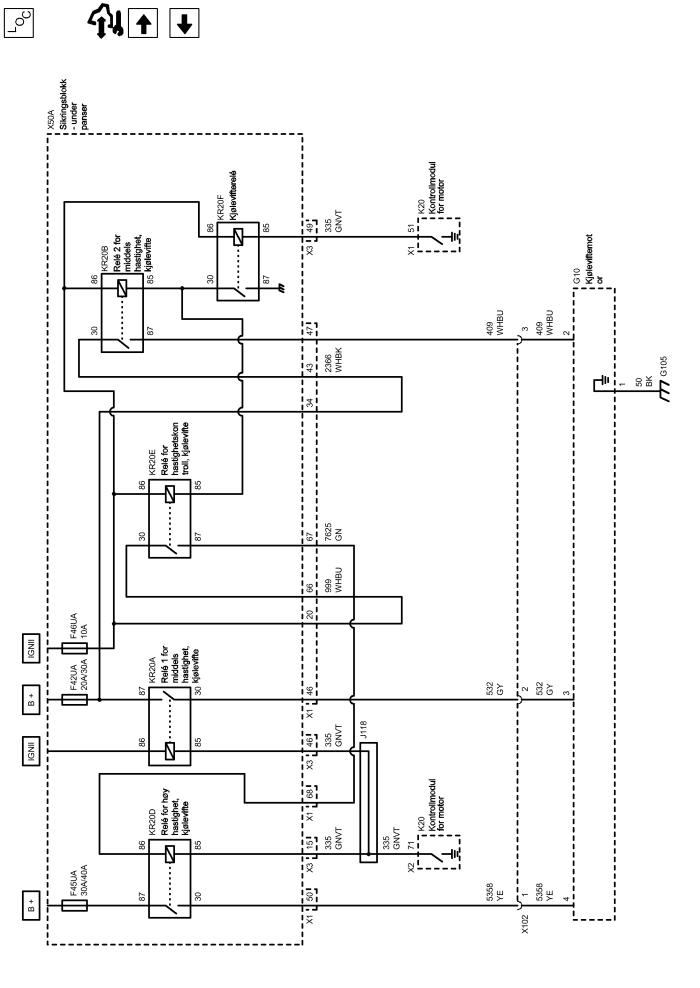 LOC
X50A
Sikringsblokk
- under
panser
86
KR20F
Kjølevifterelé
30
85
87
86
KR20B
Relé 2 for
middels
hastighet,
kjølevifte
30
85
87
49
X3
335
GNVT
51
X1
K20
Kontrollmodul
for motor
47
409
WHBU
3
409
WHBU
2
G10
Kjøleviftemot
or
43
2366
WHBK
34
1
50
BK
G105
86
KR20E
Relé for
hastighetskon
troll, kjølevifte
30
85
87
67
7625
GN
66
999
WHBU
20
IGNII
F46UA
10A
B +
F42UA
20A/30A
87
KR20A
Relé 1 for
middels
hastighet,
kjølevifte
30
86
85
46
X1
532
GY
2
532
GY
3
IGNII
46
X3
335
GNVT
J118
68
X1
86
KR20D
Relé for høy
hastighet,
kjølevifte
87
85
30
15
X3
335
GNVT
335
GNVT
71
X2
K20
Kontrollmodul
for motor
B +
F45UA
30A/40A
50
X1
5358
YE
1
X102
5358
YE
4